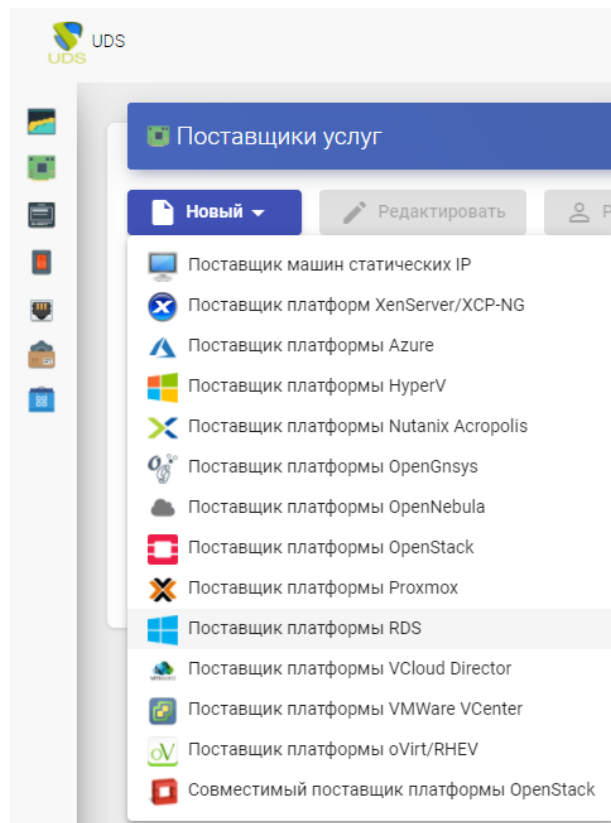 UDS
UDS
Поставщики услуг
Новый
Редактировать
Р
Поставщик машин статических IP
Поставщик платформ XenServer/XCP-NG
Поставщик платформы Azure
Поставщик платформы HyperV
Поставщик платформы Nutanix Acropolis
Поставщик платформы OpenGnsys
Поставщик платформы OpenNebula
Поставщик платформы OpenStack
Поставщик платформы Proxmox
Поставщик платформы RDS
Поставщик платформы VCloud Director
Поставщик платформы VMWare VCenter
Поставщик платформы oVirt/RHEV
Совместимый поставщик платформы OpenStack